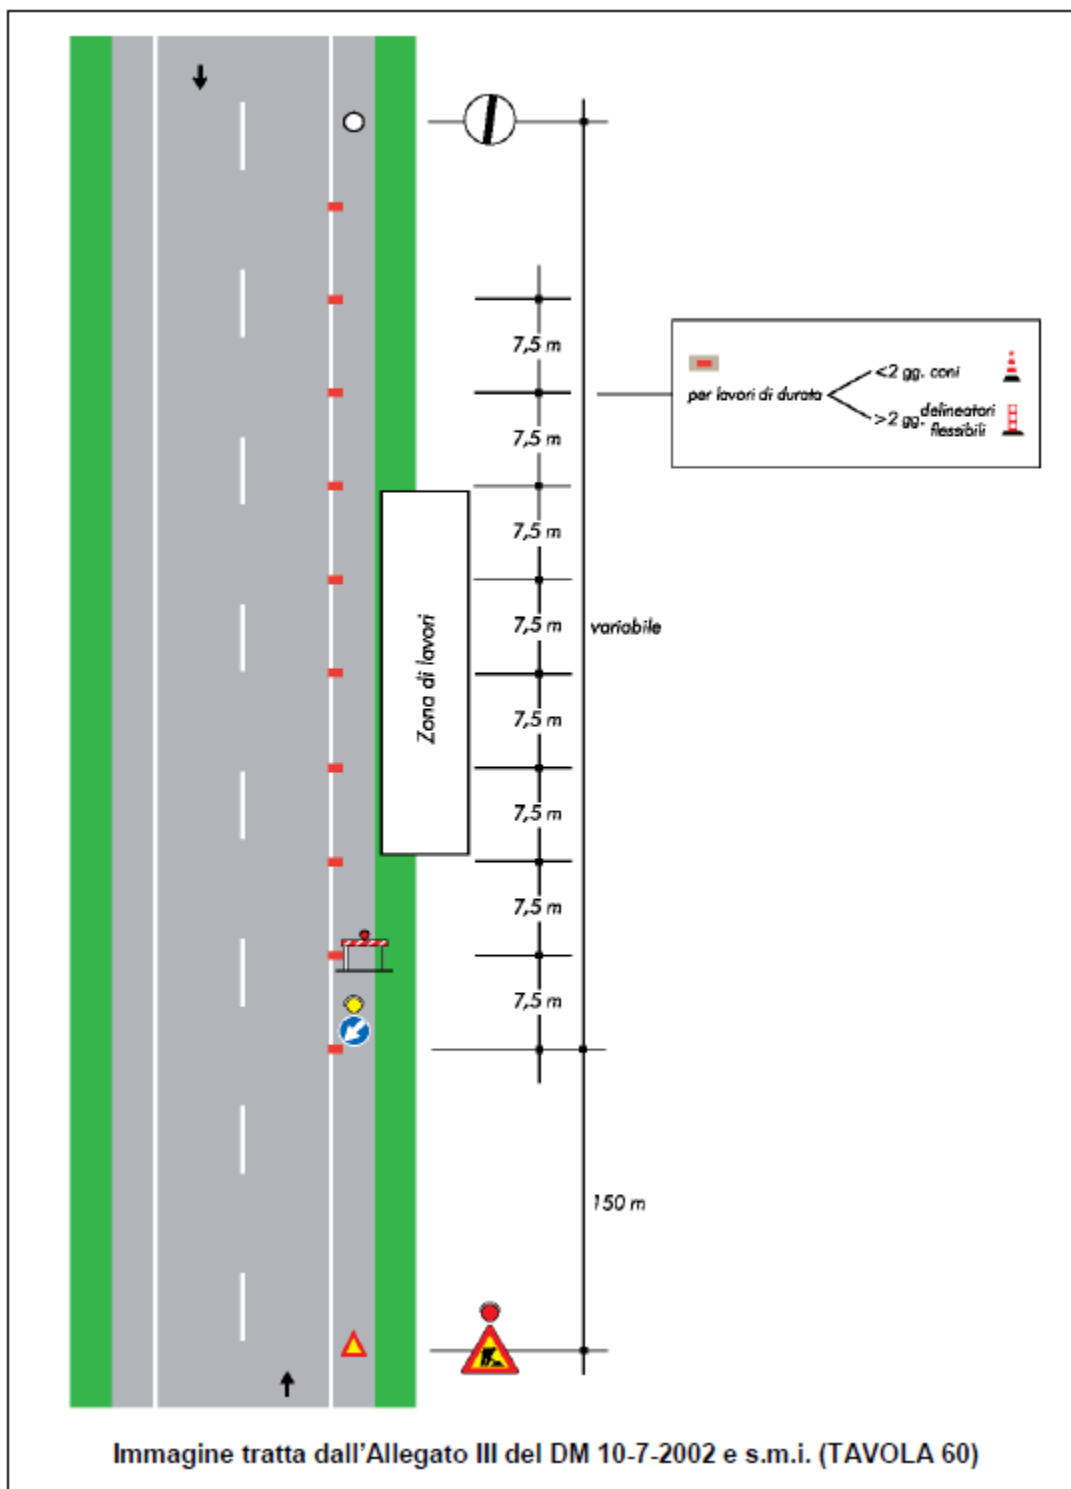 7,5 m
<2 gg. coni
per lavori di durata
>2 gg. delineatori
flessibili
7,5 m
7,5 m
7,5 m
variabile
Zona di lavori
7,5 m
7,5 m
7,5 m
7,5 m
150 m
Immagine tratta dall'Allegato III del DM 10-7-2002 e s.m.i. (TAVOLA 60)